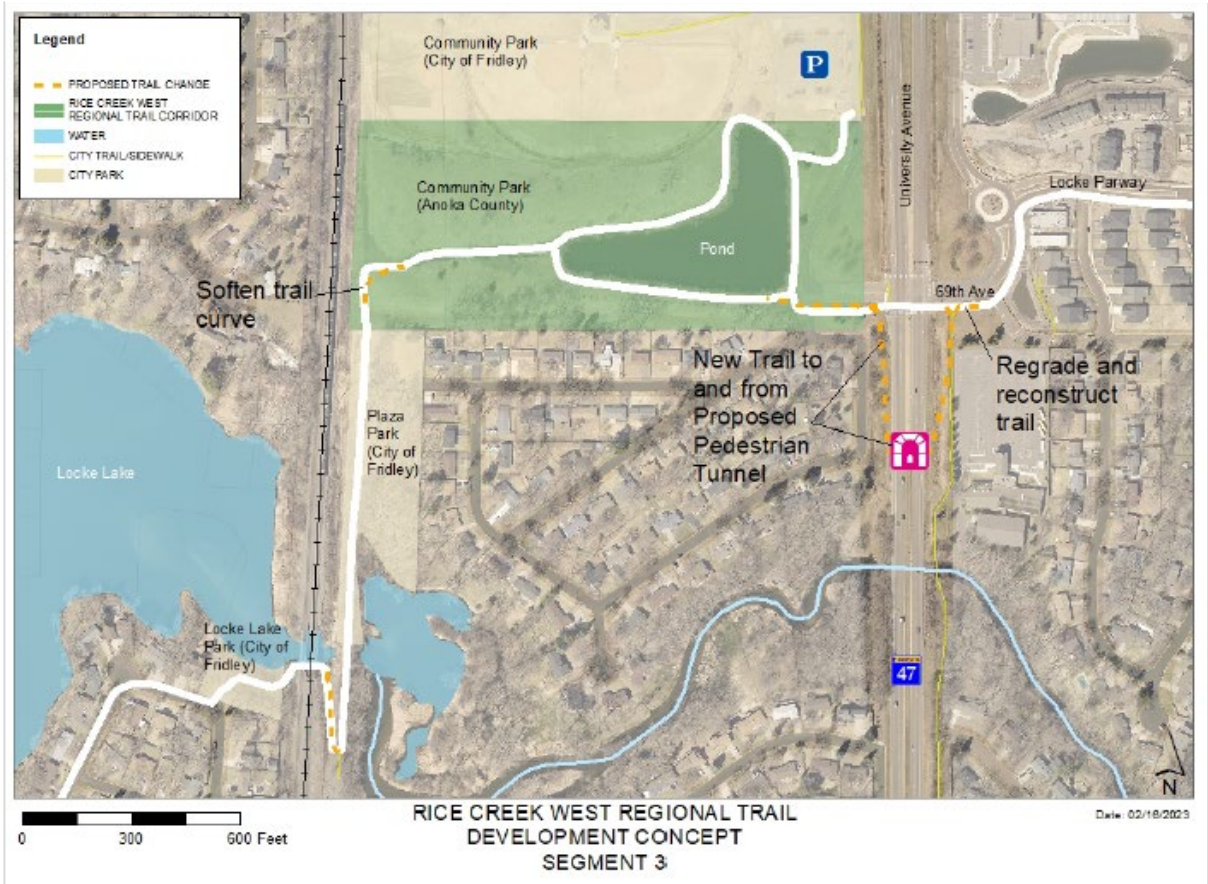 Legend
PROPOSED TRAIL CHANGE
RICE CREEK WEST
REGIONAL TRAIL CORRIDOR
WATER
CITY TRAIL/SIDEWALK
CITY PARK
Community Park
(City of Fridley)
P
University Avenue
Locke Parway
Community Park
(Anoka County)
Pond
Soften trail
curve
69th Ave
New Trail to
and from
Proposed
Pedestrian
Tunnel
Regrade and
reconstruct
trail
Plaza
Park
(City of
Fridley)
Locke Lake
Locke Lake
Park (City of
Fridley)
47
N
0 300 600 Feet
RICE CREEK WEST REGIONAL TRAIL
DEVELOPMENT CONCEPT
SEGMENT 3
Date: 02/16/2023